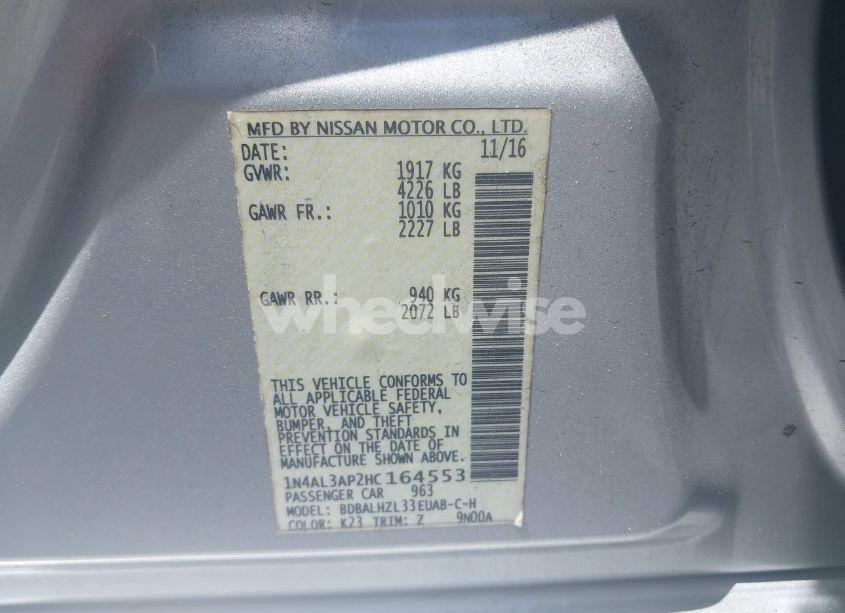 MFD BY NISSAN MOTOR CO., LTD.
DATE: 11/16
GVWR: 1917 KG
4226 LB
GAWR FR.: 1010 KG
2227 LB
GAWR RR.: 940 KG
2072 LB
wheelwise
THIS VEHICLE CONFORMS TO
ALL APPLICABLE FEDERAL
MOTOR VEHICLE SAFETY,
BUMPER, AND THEFT
PREVENTION STANDARDS IN
EFFECT ON THE DATE OF
MANUFACTURE SHOWN ABOVE.
1N4AL3AP2HC164553
PASSENGER CAR 963
MODEL: BDBALHZL33EUAB-C-H
COLOR: K23 TRIM: Z 9N00A